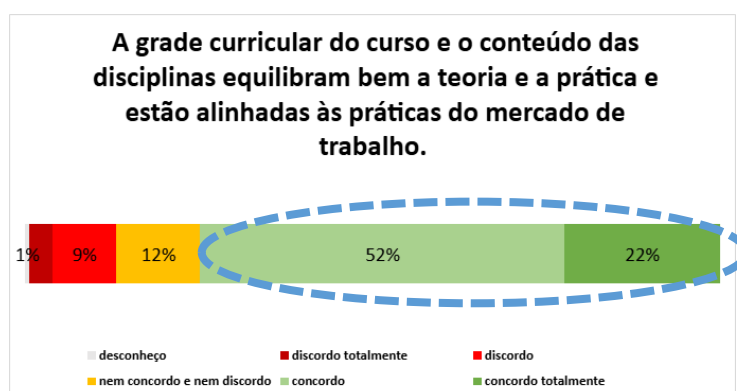 A grade curricular do curso e o conteúdo das
disciplinas equilibram bem a teoria e a prática e
estão alinhadas às práticas do mercado de
trabalho.
1% 9% 12% 52% 22%
desconheço discordo totalmente discordo
nem concordo e nem discordo concordo concordo totalmente